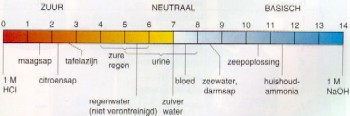 ZUUR NEUTRAAL BASISCH
0 1 2 3 4 5 6 7 8 9 10 11 12 13 14
maagsap tafelazijn zure regen urine zeepoplossing
1 M HCl citroensap bloed zeewater, darmsap huishoud-ammonia 1 M NaOH
regenwater (niet verontreinigd) zuiver water